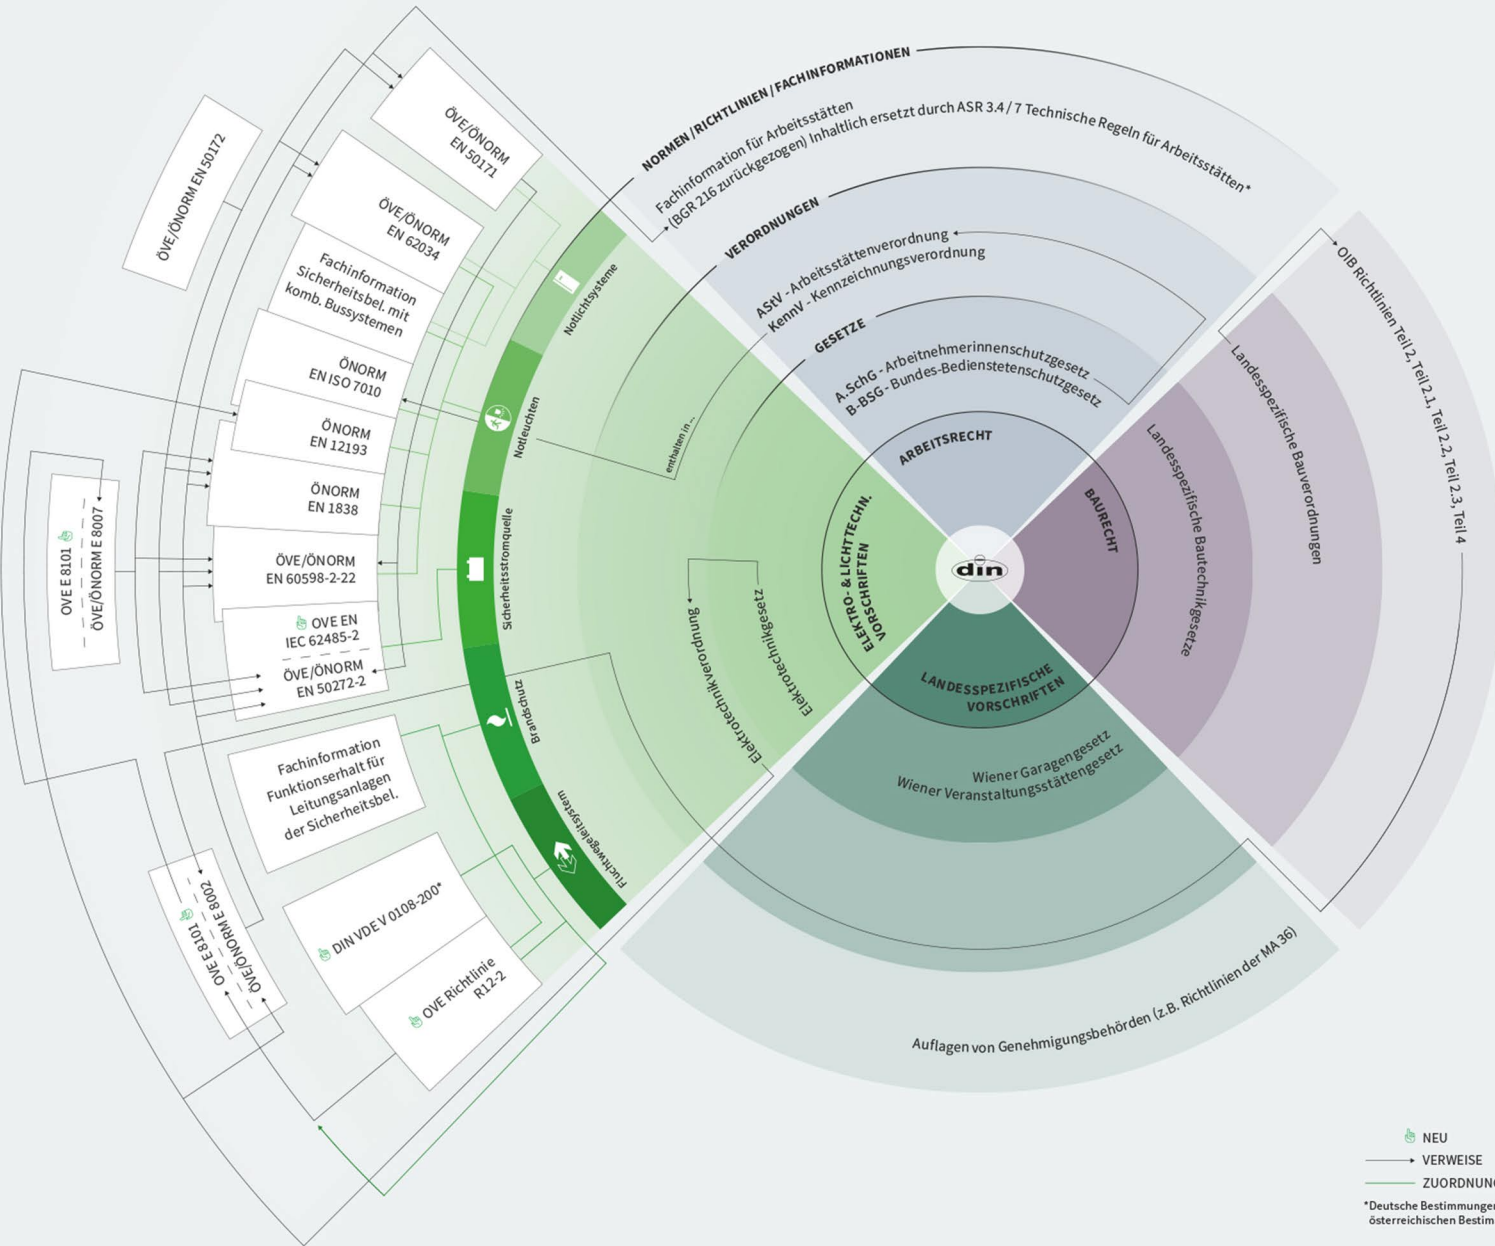 NORMEN / RICHTLINIEN / FACHINFORMATIONEN
Fachinformation für Arbeitsstätten
(BGR 216 zurückgezogen) Inhaltlich ersetzt durch ASR 3.4 / 7 Technische Regeln für Arbeitsstätten*
VERORDNUNGEN
AStV - Arbeitsstättenverordnung
KennV - Kennzeichnungsverordnung
GESETZE
A.SchG - Arbeitnehmerinnenschutzgesetz
B-BSG - Bundes-Bedienstetenschutzgesetz
ARBEITSRECHT
OIB Richtlinien Teil 2, Teil 2.1, Teil 2.2, Teil 2.3, Teil 4
Landesspezifische Bauverordnungen
Landesspezifische Bautechnikgesetze
BAURECHT
din
LANDESSPEZIFISCHE
VORSCHRIFTEN
Wiener Garagengesetz
Wiener Veranstaltungsstättengesetz
Auflagen von Genehmigungsbehörden (z.B. Richtlinien der MA 36)
ELEKTRO- & LICHTTECHN.
VORSCHRIFTEN
Elektrotechnikgesetz
Elektrotechnikverordnung
enthalten in ...
Notlichtsysteme
Notleuchten
Sicherheitsstromquelle
Brandschutz
Fluchtwegeleitsystem
ÖVE/ÖNORM
EN 50171
ÖVE/ÖNORM
EN 62034
Fachinformation
Sicherheitsbel. mit
komb. Bussystemen
ÖNORM
EN ISO 7010
ÖNORM
EN 12193
ÖNORM
EN 1838
ÖVE/ÖNORM
EN 60598-2-22
OVE EN
IEC 62485-2
ÖVE/ÖNORM
EN 50272-2
Fachinformation
Funktionserhalt für
Leitungsanlagen
der Sicherheitsbel.
DIN VDE V 0108-200*
OVE Richtlinie
R12-2
ÖVE/ÖNORM EN 50172
OVE E 8101
ÖVE/ÖNORM E 8007
OVE E 8101
ÖVE/ÖNORM E 8002
NEU
VERWEISE
ZUORDNUNG
*Deutsche Bestimmungen
österreichischen Bestim